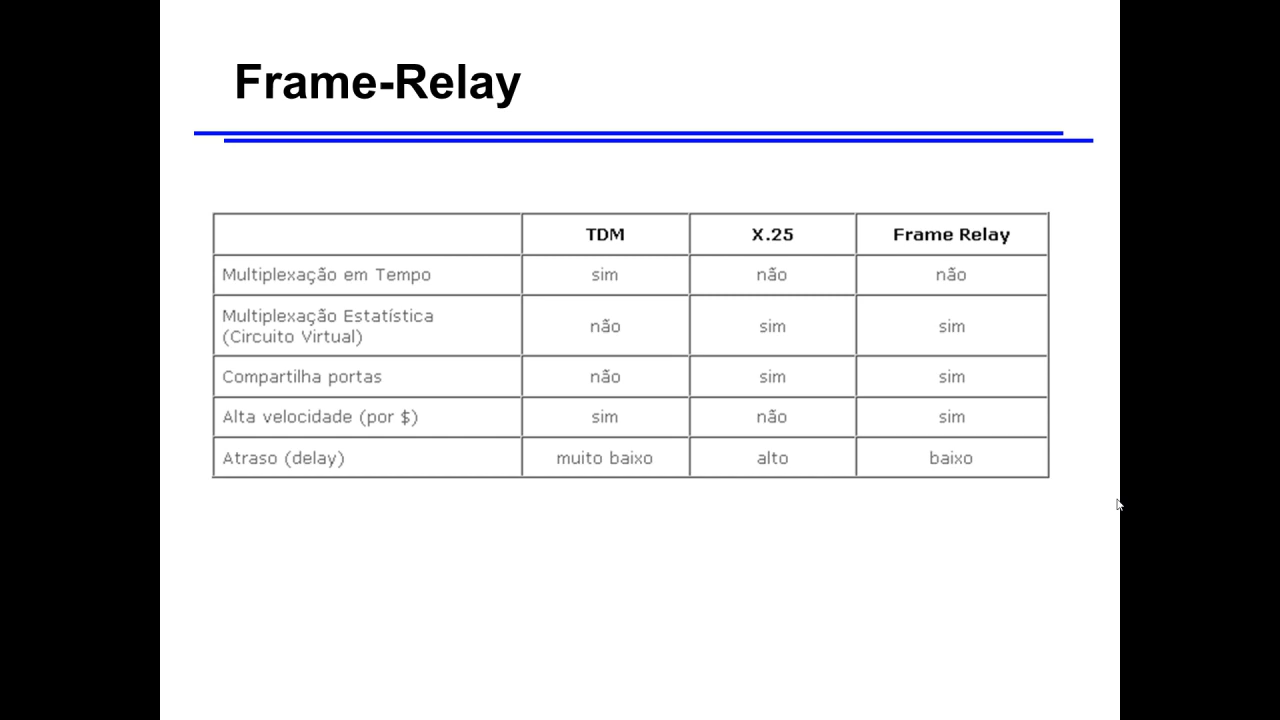 Frame-Relay
TDM X.25 Frame Relay
Multiplexação em Tempo sim não não
Multiplexação Estatística
(Circuito Virtual) não sim sim
Compartilha portas não sim sim
Alta velocidade (por $) sim não sim
Atraso (delay) muito baixo alto baixo